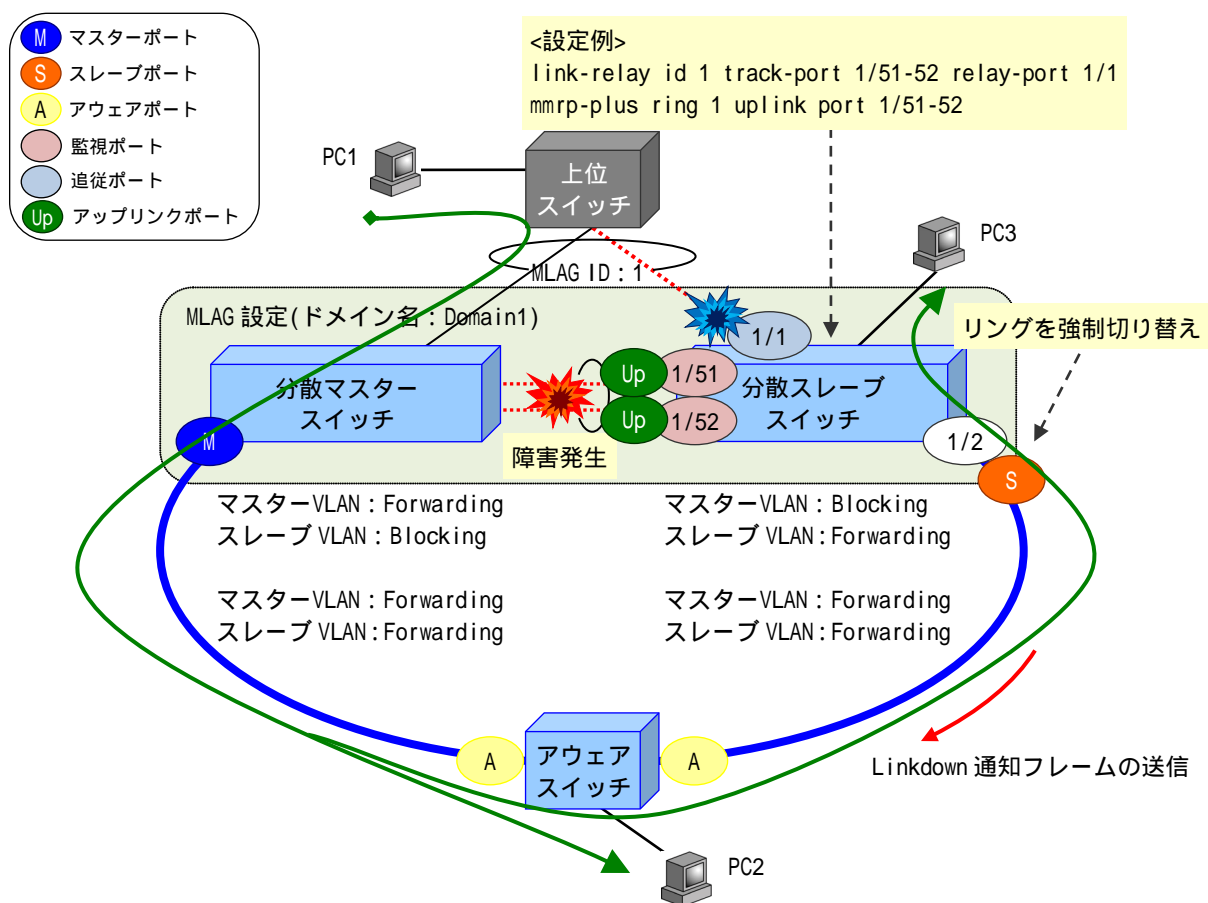 M マスターポート
S スレーブポート
A アウェアポート
監視ポート
追従ポート
Up アップリンクポート
<設定例>
link-relay id 1 track-port 1/51-52 relay-port 1/1
mmrp-plus ring 1 uplink port 1/51-52
PC1
上位
スイッチ
PC3
MLAG ID：1
MLAG 設定(ドメイン名：Domain1)
1/1
リングを強制切り替え
分散マスター
スイッチ
Up 1/51
Up 1/52
分散スレーブ
スイッチ
障害発生
M
1/2
S
マスターVLAN：Forwarding
スレーブ VLAN：Blocking
マスターVLAN：Blocking
スレーブ VLAN：Forwarding
マスターVLAN：Forwarding
スレーブ VLAN：Forwarding
マスターVLAN：Forwarding
スレーブ VLAN：Forwarding
A
アウェア
スイッチ
A
Linkdown 通知フレームの送信
PC2